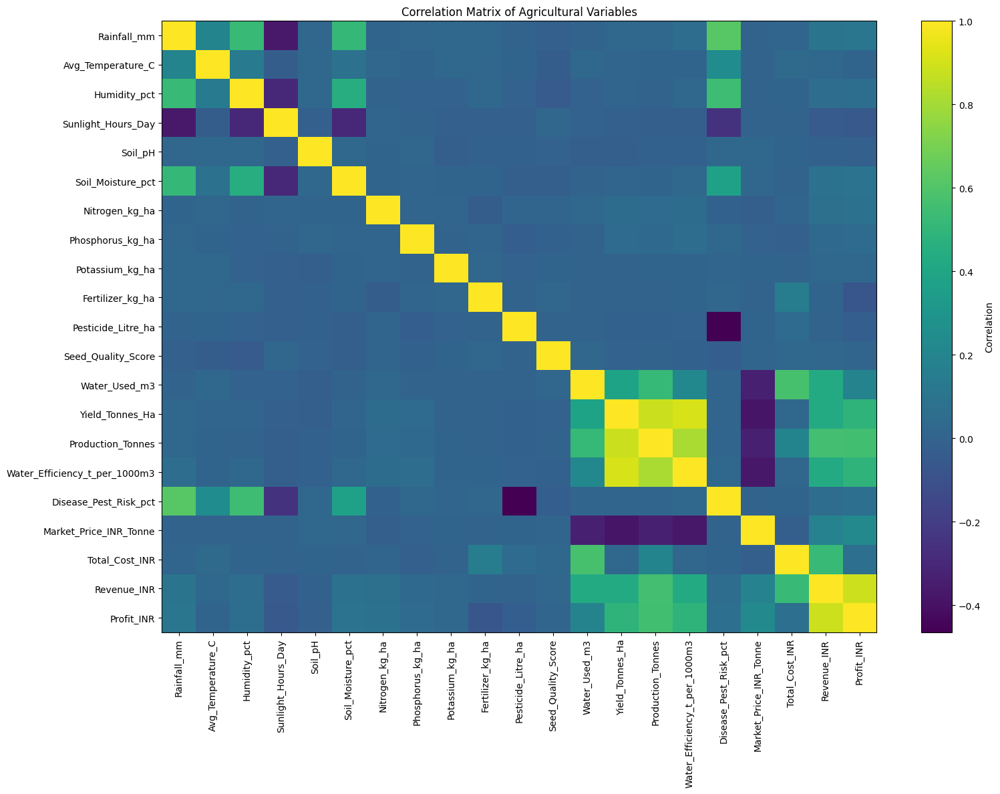 Correlation Matrix of Agricultural Variables
Rainfall_mm
Avg_Temperature_C
Humidity_pct
Sunlight_Hours_Day
Soil_pH
Soil_Moisture_pct
Nitrogen_kg_ha
Phosphorus_kg_ha
Potassium_kg_ha
Fertilizer_kg_ha
Pesticide_Litre_ha
Seed_Quality_Score
Water_Used_m3
Yield_Tonnes_Ha
Production_Tonnes
Water_Efficiency_t_per_1000m3
Disease_Pest_Risk_pct
Market_Price_INR_Tonne
Total_Cost_INR
Revenue_INR
Profit_INR
Rainfall_mm
Avg_Temperature_C
Humidity_pct
Sunlight_Hours_Day
Soil_pH
Soil_Moisture_pct
Nitrogen_kg_ha
Phosphorus_kg_ha
Potassium_kg_ha
Fertilizer_kg_ha
Pesticide_Litre_ha
Seed_Quality_Score
Water_Used_m3
Yield_Tonnes_Ha
Production_Tonnes
Water_Efficiency_t_per_1000m3
Disease_Pest_Risk_pct
Market_Price_INR_Tonne
Total_Cost_INR
Revenue_INR
Profit_INR
1.0
0.8
0.6
0.4
0.2
0.0
−0.2
−0.4
Correlation